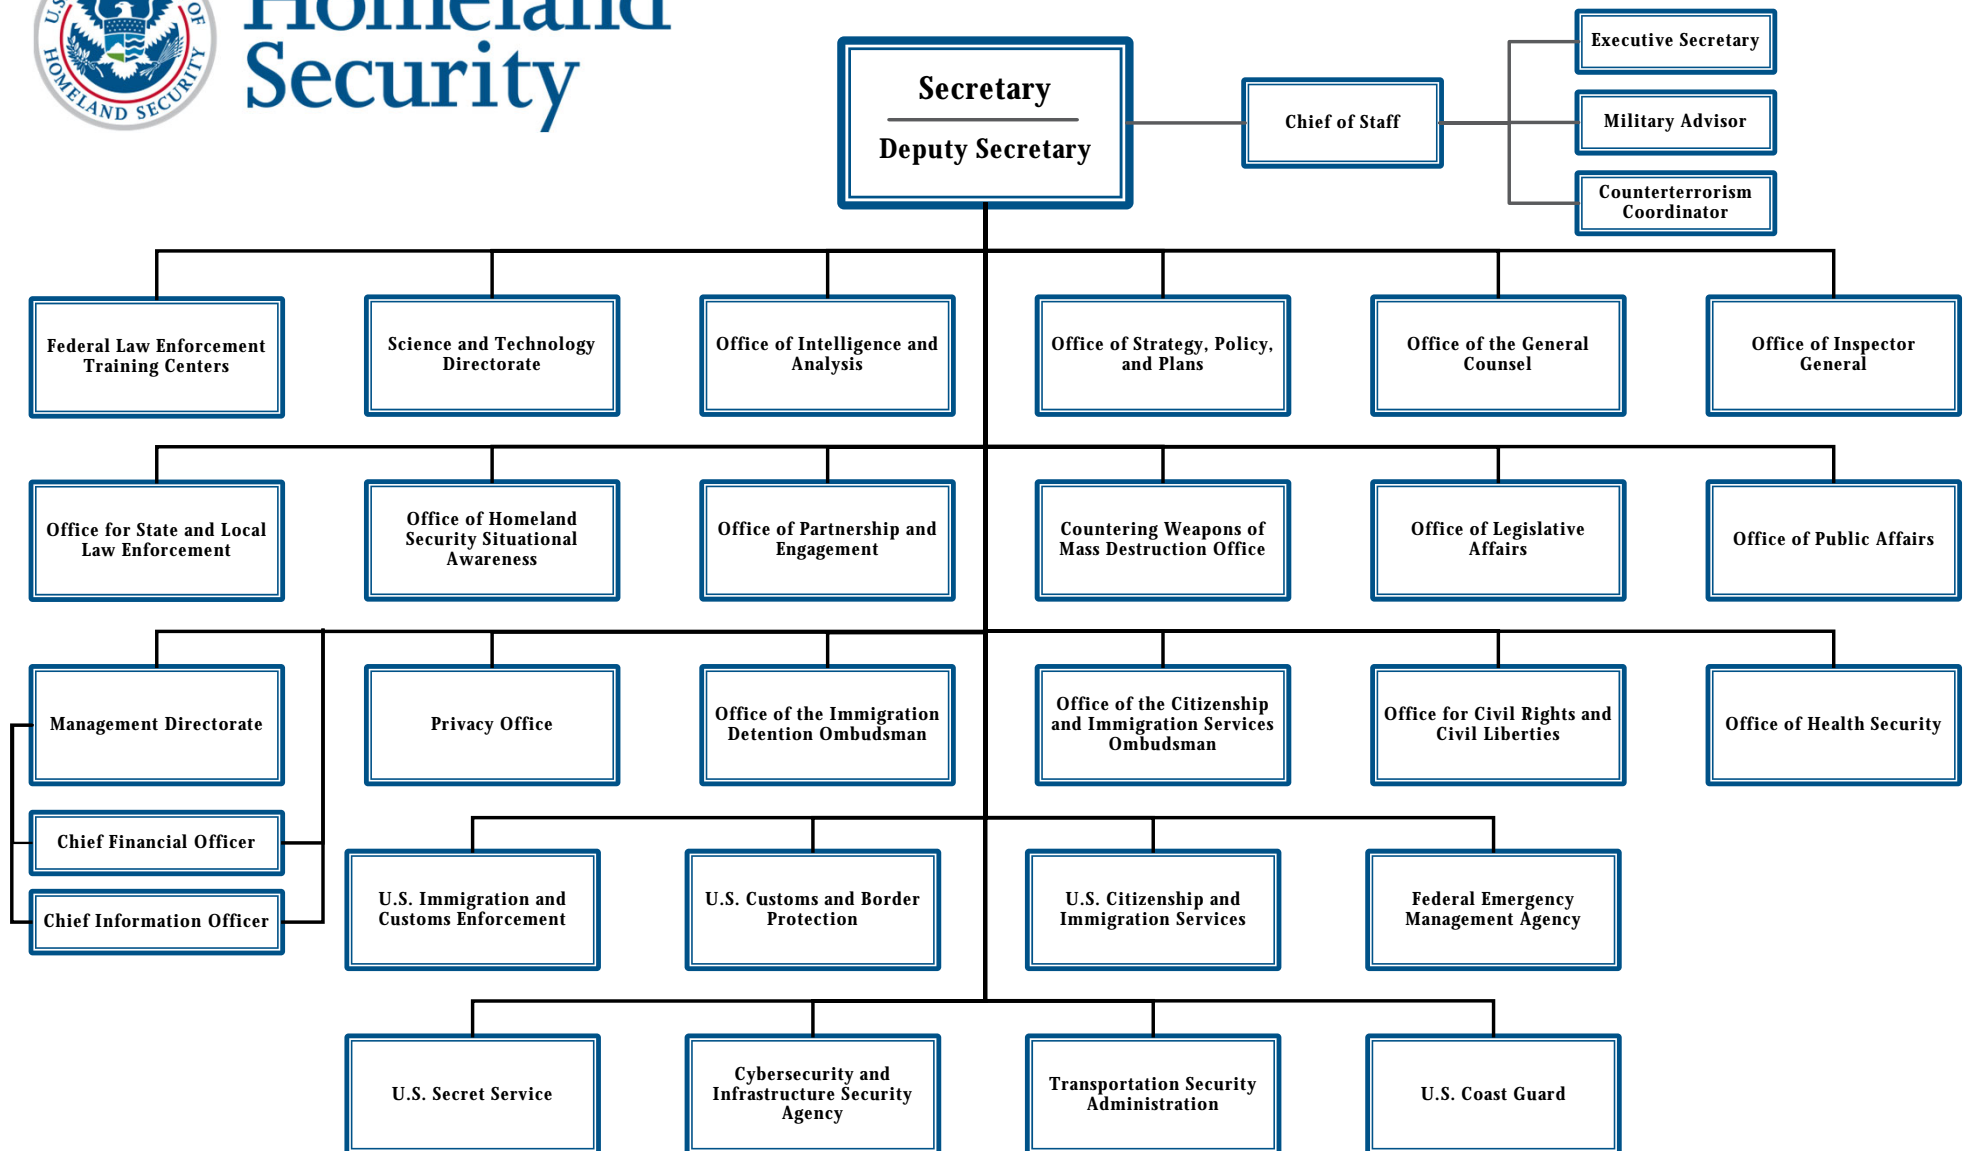 U.S.
OF
HOMELAND SECURITY
Homeland
Security
Secretary
Deputy Secretary
Chief of Staff
Executive Secretary
Military Advisor
Counterterrorism
Coordinator
Federal Law Enforcement
Training Centers
Science and Technology
Directorate
Office of Intelligence and
Analysis
Office of Strategy, Policy,
and Plans
Office of the General
Counsel
Office of Inspector
General
Office for State and Local
Law Enforcement
Office of Homeland
Security Situational
Awareness
Office of Partnership and
Engagement
Countering Weapons of
Mass Destruction Office
Office of Legislative
Affairs
Office of Public Affairs
Management Directorate
Privacy Office
Office of the Immigration
Detention Ombudsman
Office of the Citizenship
and Immigration Services
Ombudsman
Office for Civil Rights and
Civil Liberties
Office of Health Security
Chief Financial Officer
Chief Information Officer
U.S. Immigration and
Customs Enforcement
U.S. Customs and Border
Protection
U.S. Citizenship and
Immigration Services
Federal Emergency
Management Agency
U.S. Secret Service
Cybersecurity and
Infrastructure Security
Agency
Transportation Security
Administration
U.S. Coast Guard